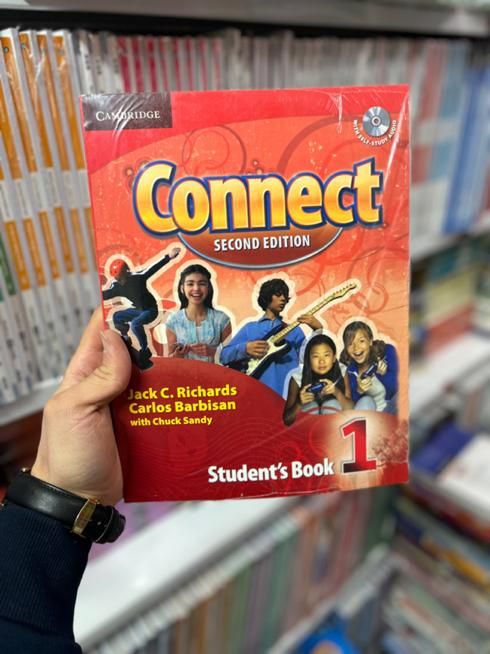 CAMBRIDGE
WITH SELF-STUDY AUDIO
Connect
SECOND EDITION
Jack C. Richards
Carlos Barbisan
with Chuck Sandy
Student's Book 1